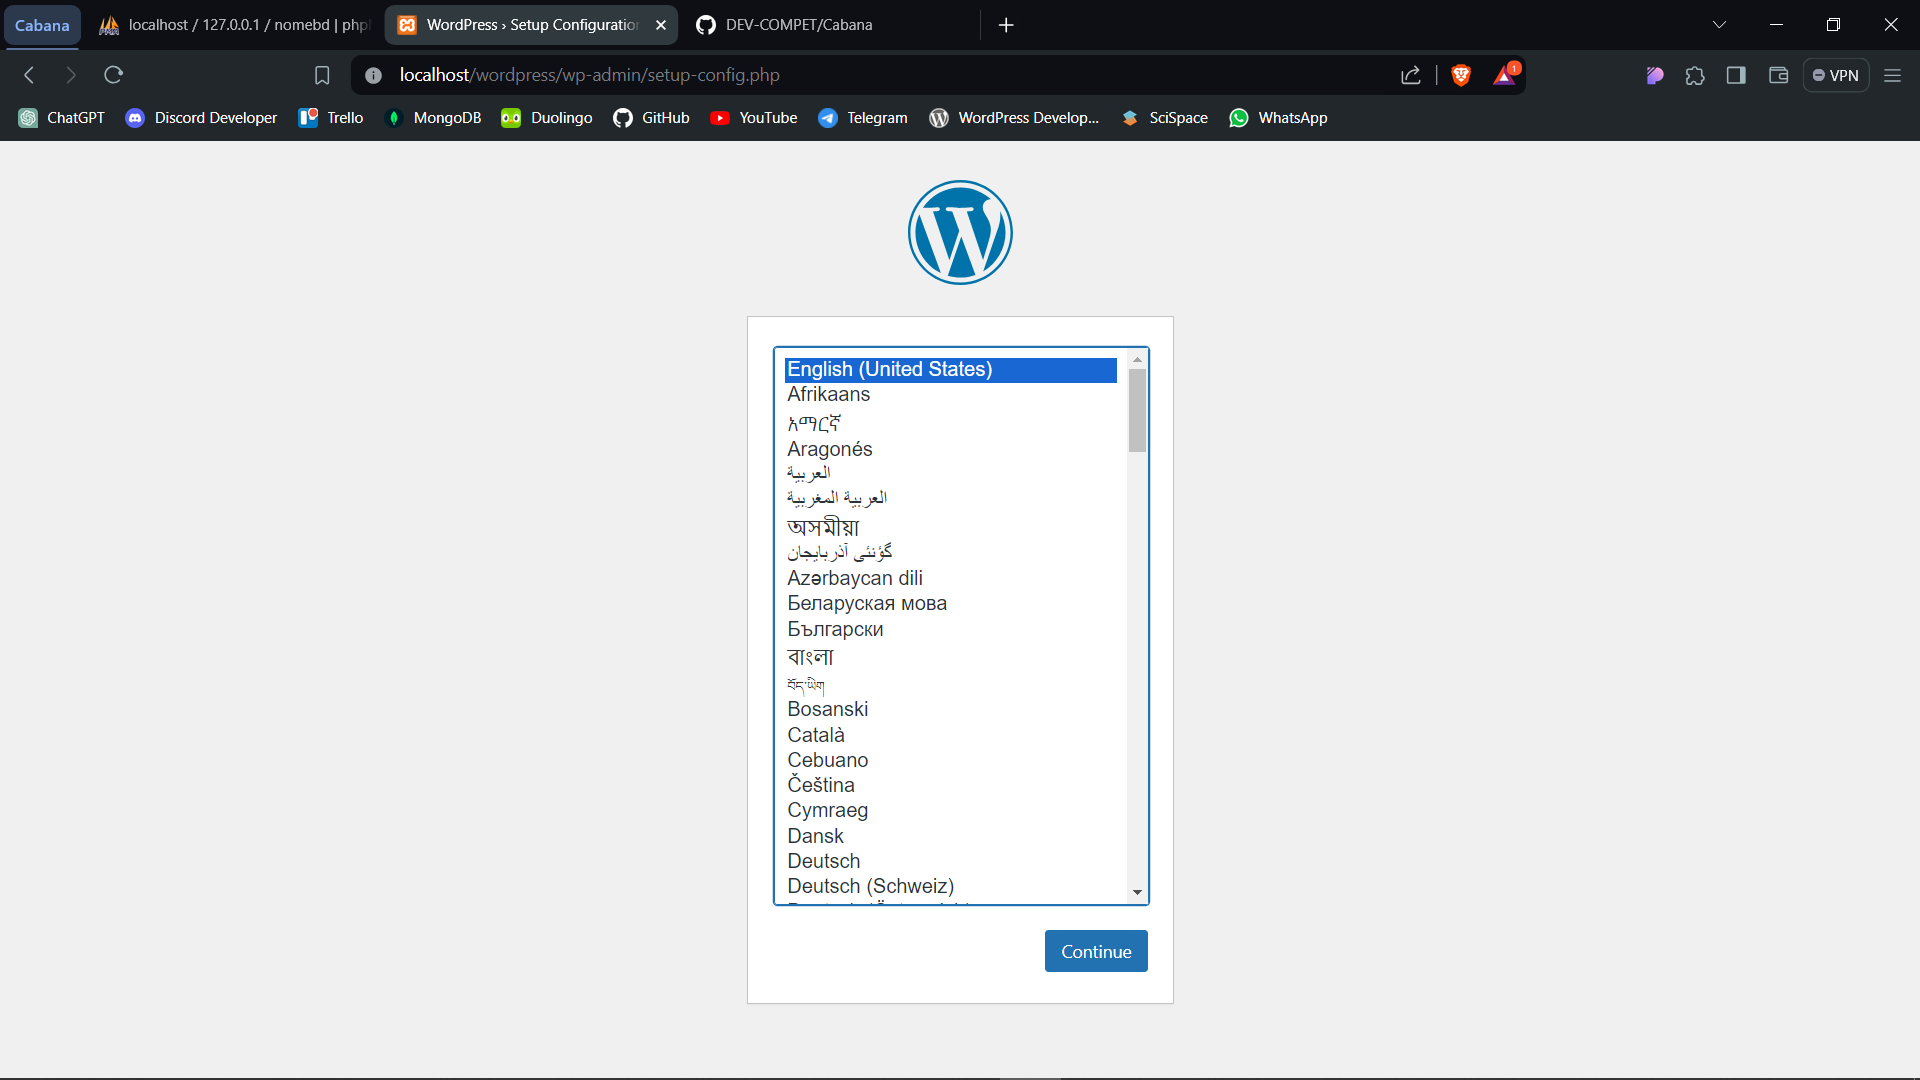 Cabana
localhost / 127.0.0.1 / nomebd | php
WordPress › Setup Configuration
DEV-COMPET/Cabana
localhost/wordpress/wp-admin/setup-config.php
1
VPN
ChatGPT
Discord Developer
Trello
MongoDB
Duolingo
GitHub
YouTube
Telegram
WordPress Develop...
SciSpace
WhatsApp
English (United States)
Afrikaans
አማርኛ
Aragonés
العربية
العربية المغربية
অসমীয়া
گؤنئی آذربایجان
Azərbaycan dili
Беларуская мова
Български
বাংলা
བོད་ཡིག
Bosanski
Català
Cebuano
Čeština
Cymraeg
Dansk
Deutsch
Deutsch (Schweiz)
Continue